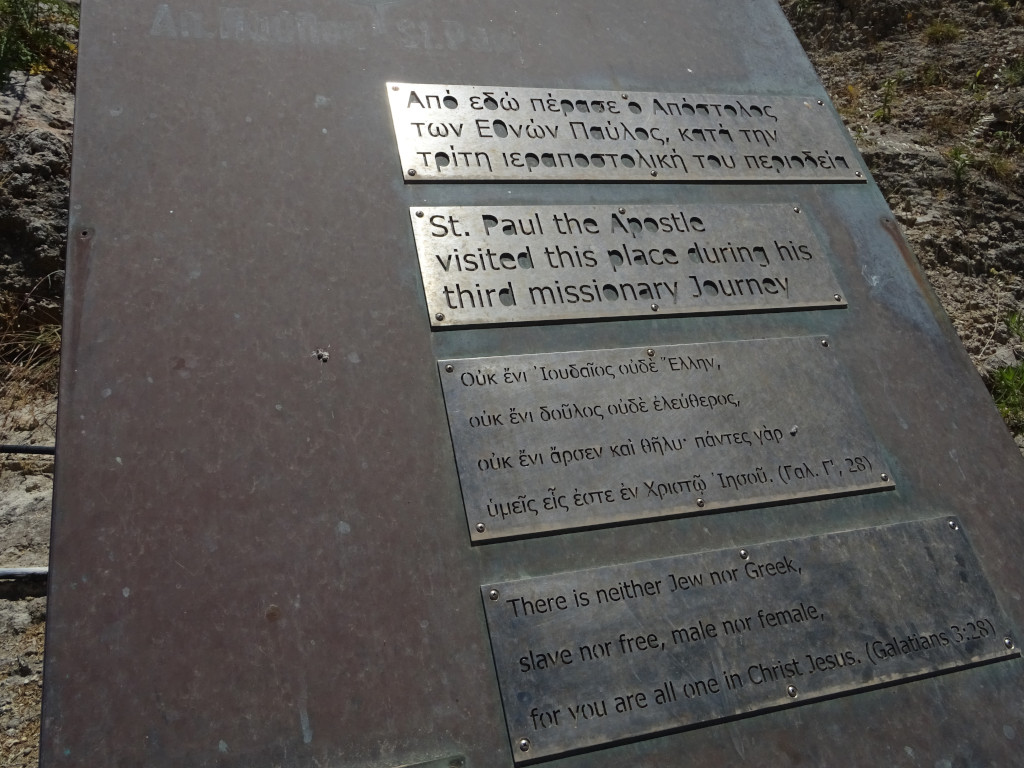 Απ. Παύλου St. Paul
Από εδώ πέρασε ο Απόστολος
των Εθνών Παύλος, κατά την
τρίτη ιεραποστολική του περιοδεία
St. Paul the Apostle
visited this place during his
third missionary Journey
Οὐκ ἔνι Ἰουδαῖος οὐδὲ Ἕλλην,
οὐκ ἔνι δοῦλος οὐδὲ ἐλεύθερος,
οὐκ ἔνι ἄρσεν καὶ θῆλυ· πάντες γὰρ
ὑμεῖς εἷς ἐστε ἐν Χριστῷ Ἰησοῦ. (Γαλ. Γ', 28)
There is neither Jew nor Greek,
slave nor free, male nor female,
for you are all one in Christ Jesus. (Galatians 3:28)